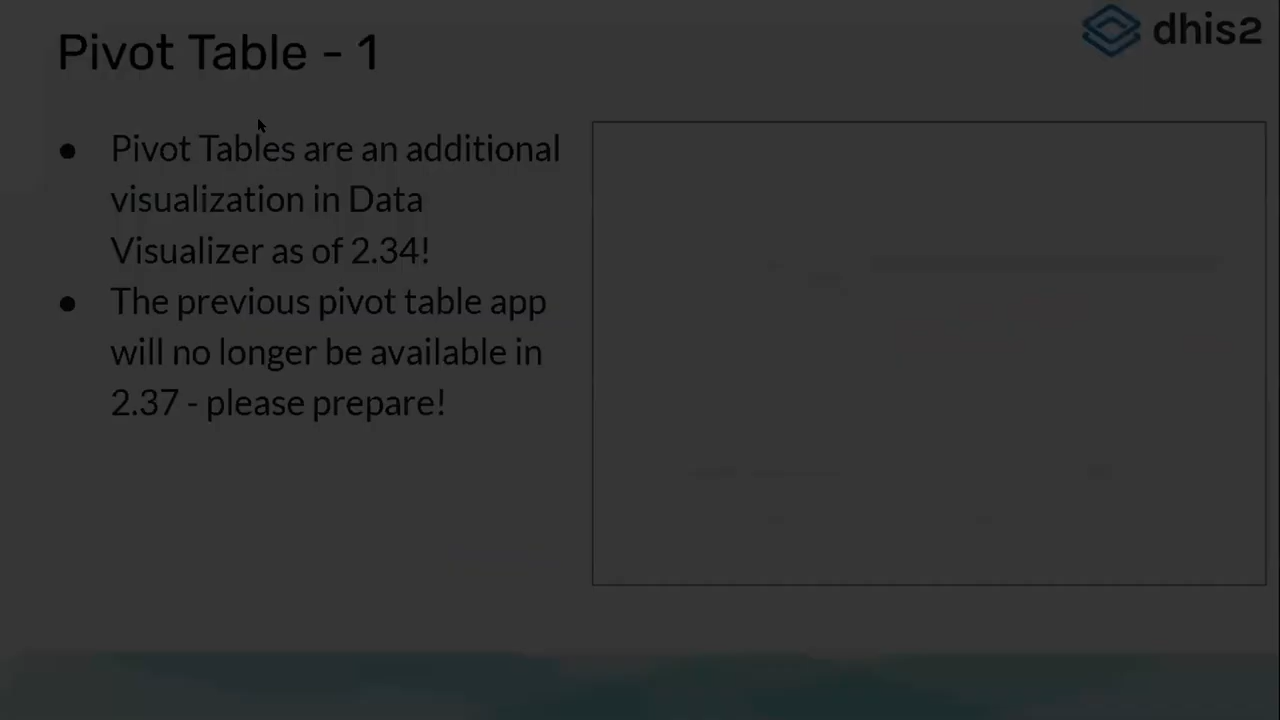 Pivot Table - 1
dhis2
● Pivot Tables are an additional
visualization in Data
Visualizer as of 2.34!
● The previous pivot table app
will no longer be available in
2.37 - please prepare!